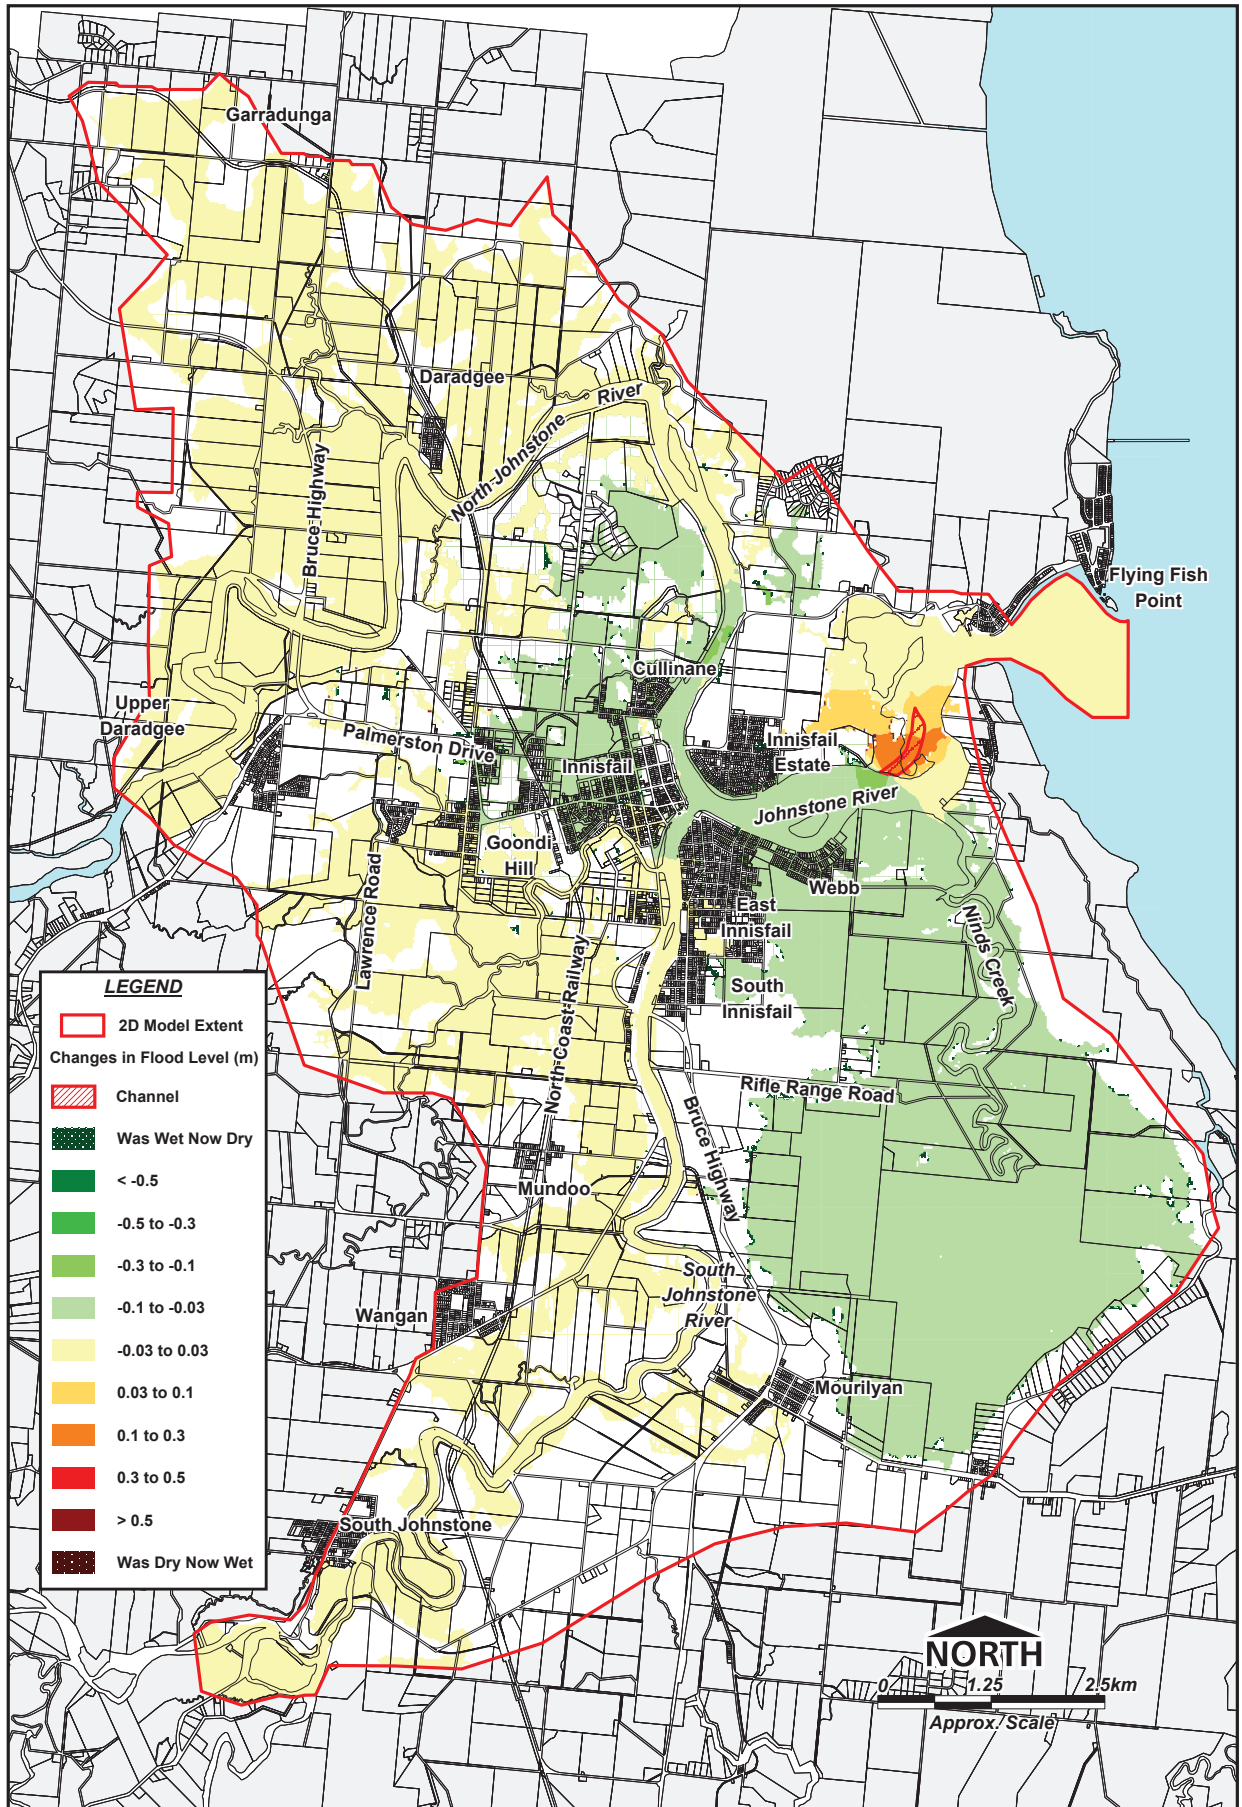 Garradunga
Daradgee
River
North Johnstone
Bruce Highway
Flying Fish
Point
Cullinane
Upper
Daradgee
Palmerston Drive
Innisfail
Innisfail
Estate
Johnstone River
Goondi
Hill
Webb
Lawrence Road
East
Innisfail
Ninds Creek
South
Innisfail
North Coast Railway
Rifle Range Road
Bruce Highway
Mundoo
South
Johnstone
River
Wangan
Mourilyan
South Johnstone
LEGEND
2D Model Extent
Changes in Flood Level (m)
Channel
Was Wet Now Dry
< -0.5
-0.5 to -0.3
-0.3 to -0.1
-0.1 to -0.03
-0.03 to 0.03
0.03 to 0.1
0.1 to 0.3
0.3 to 0.5
> 0.5
Was Dry Now Wet
NORTH
0 1.25 2.5km
Approx. Scale